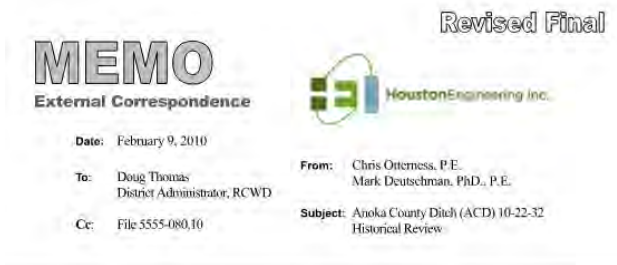 Revised Final
MEMO
External Correspondence
HoustonEngineering Inc.
Date: February 9, 2010
To: Doug Thomas
District Administrator, RCWD
Cc: File 5555-080,10
From: Chris Otterness, P.E.
Mark Deutschman, PhD., P.E.
Subject: Anoka County Ditch (ACD) 10-22-32
Historical Review